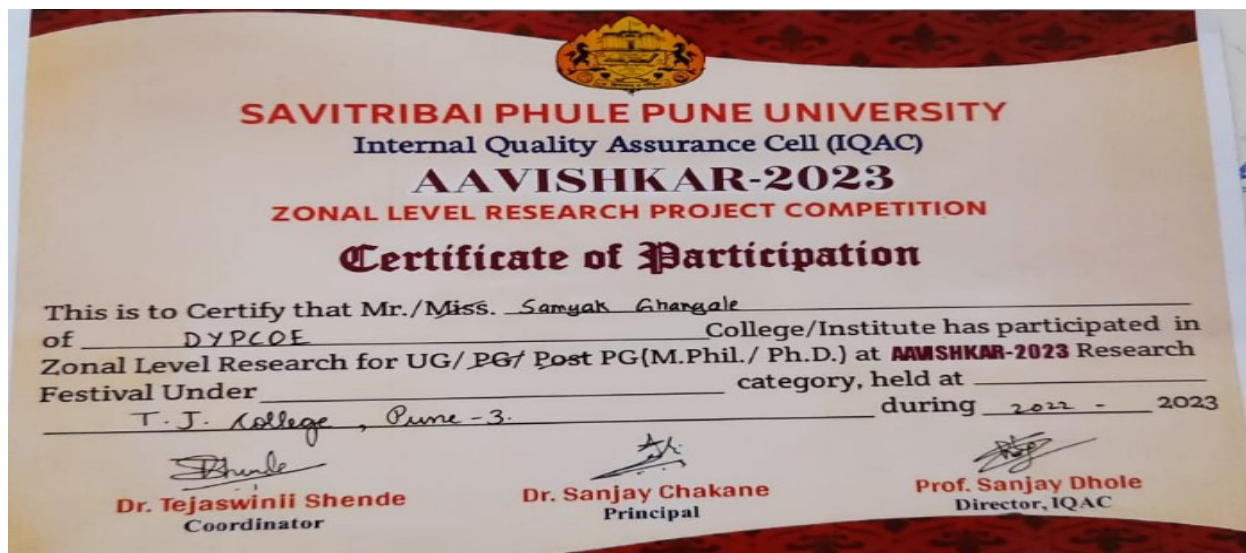 SAVITRIBAI PHULE PUNE UNIVERSITY
Internal Quality Assurance Cell (IQAC)
AAVISHKAR-2023
ZONAL LEVEL RESEARCH PROJECT COMPETITION
Certificate of Participation
This is to Certify that Mr./Miss. Samyak Ghangale
of DYPCOE College/Institute has participated in
Zonal Level Research for UG/ PG/ Post PG(M.Phil./ Ph.D.) at AAVISHKAR-2023 Research
Festival Under category, held at
T.J. College, Pune-3. during 2022 - 2023
Dr. Tejaswinii Shende
Coordinator
Dr. Sanjay Chakane
Principal
Prof. Sanjay Dhole
Director, IQAC